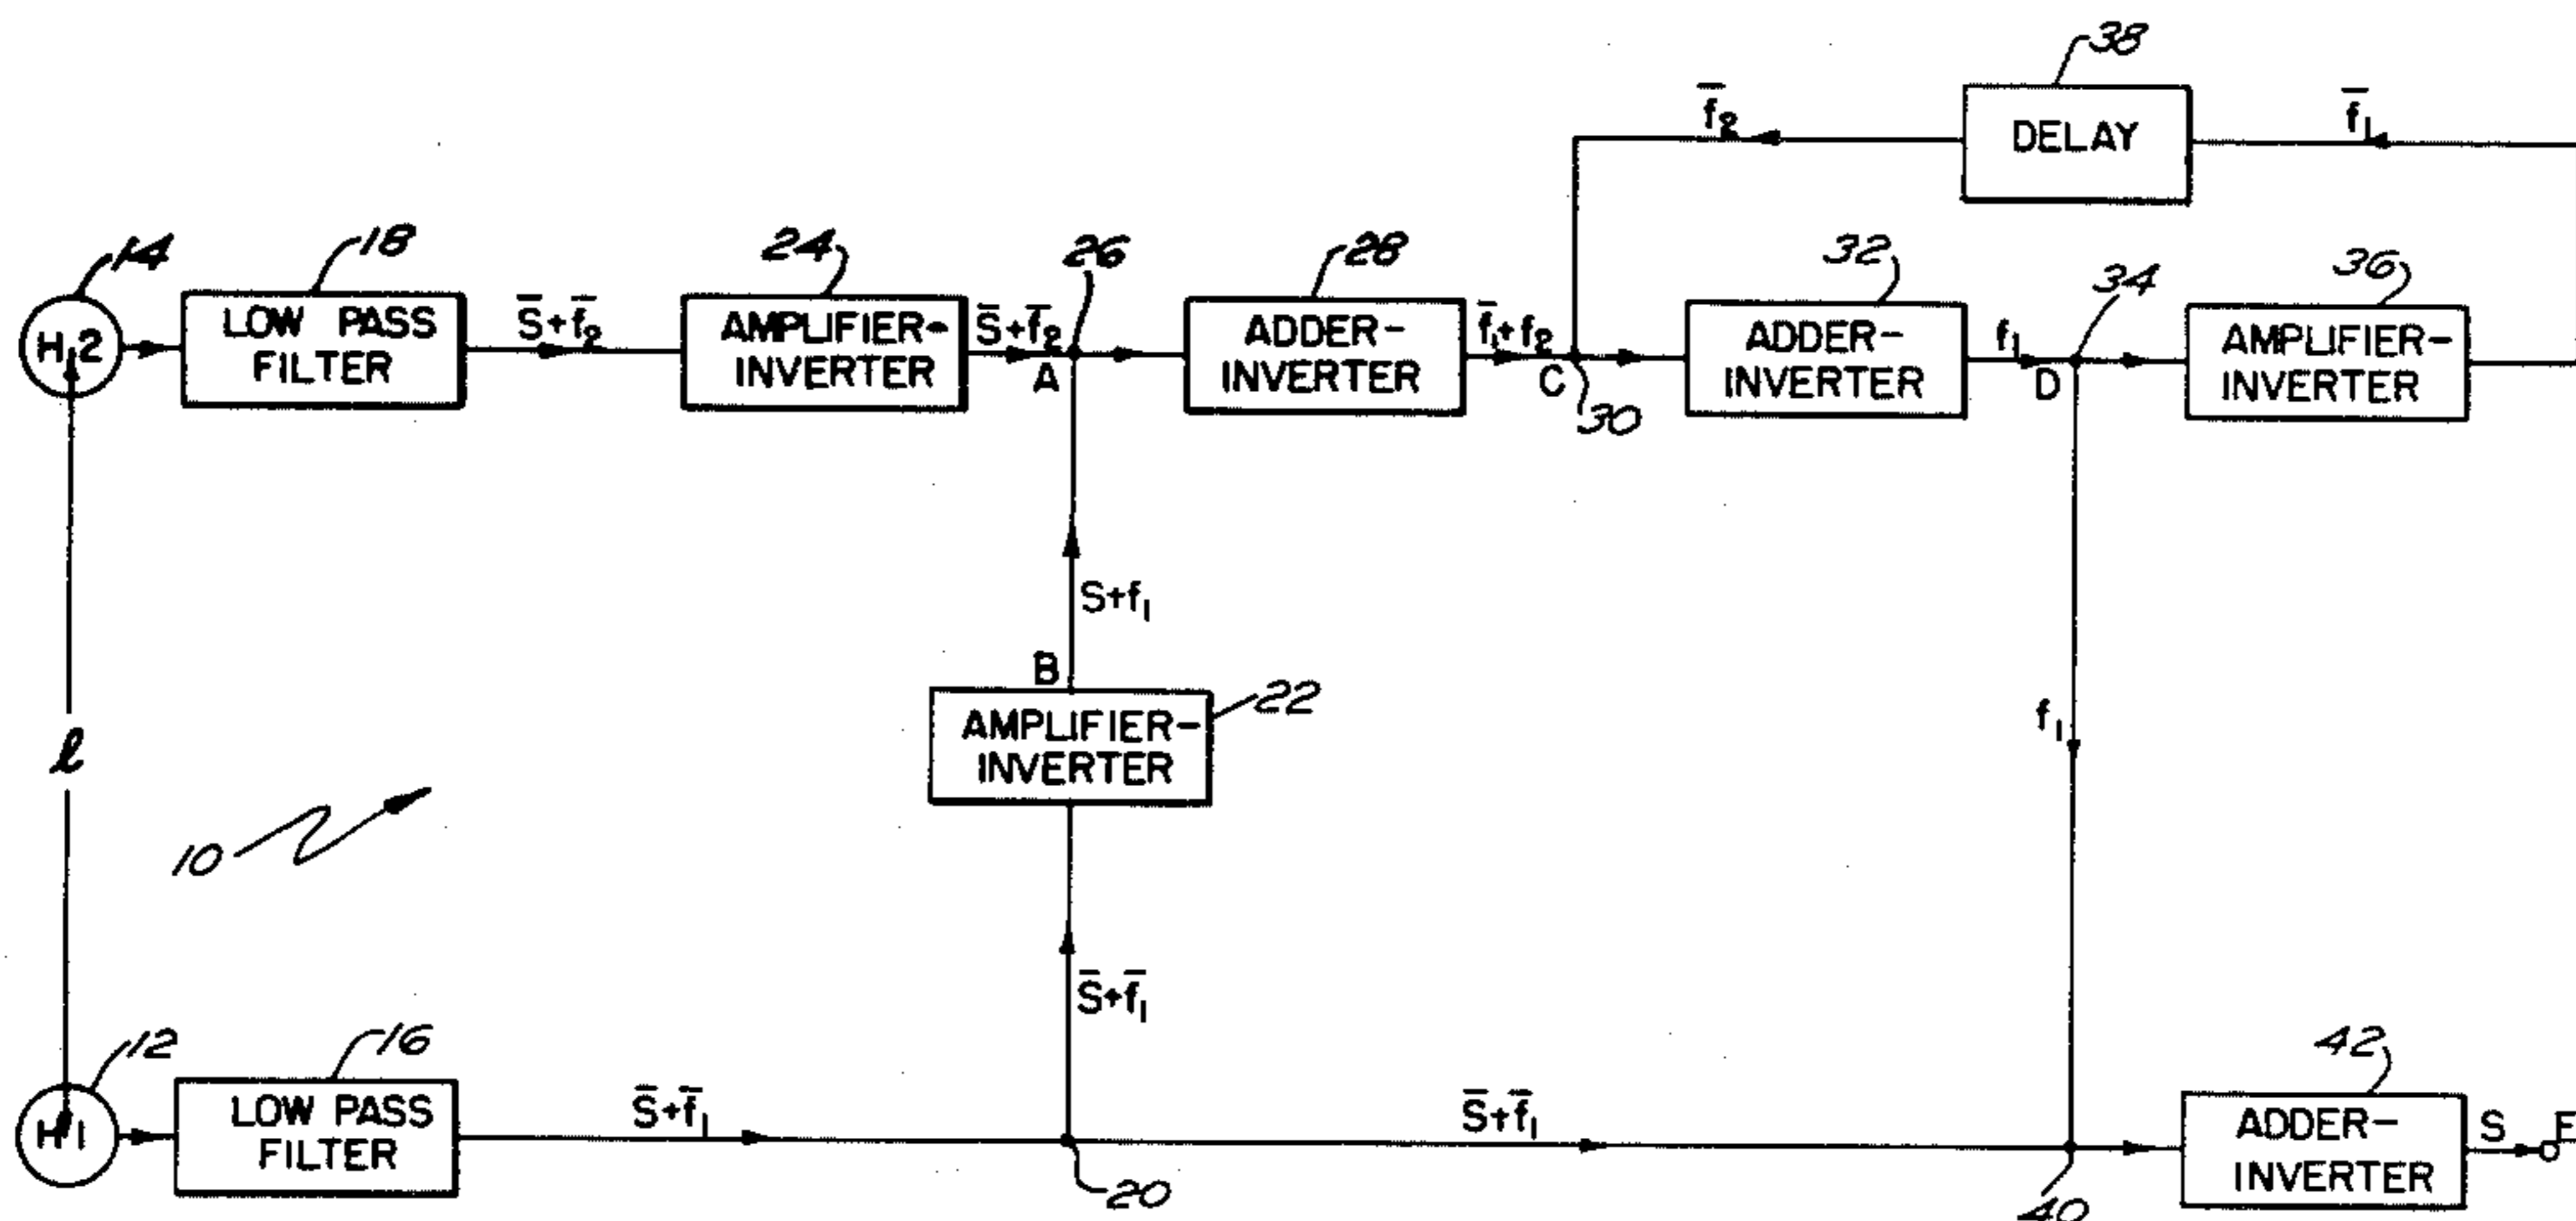 38
f̄₂
DELAY
f̄₁
14
18
24
26
28
32
34
36
H₁2
LOW PASS
FILTER
S̄+f̄₂
AMPLIFIER-
INVERTER
S̄+f̄₂
A
ADDER-
INVERTER
f̄₁+f₂
C
30
ADDER-
INVERTER
f₁
D
AMPLIFIER-
INVERTER
S+f₁
B
AMPLIFIER-
INVERTER
22
f₁
l
10
S̄+f̄₁
12
16
H1
LOW PASS
FILTER
S̄+f̄₁
20
S̄+f̄₁
40
42
ADDER-
INVERTER
S
E